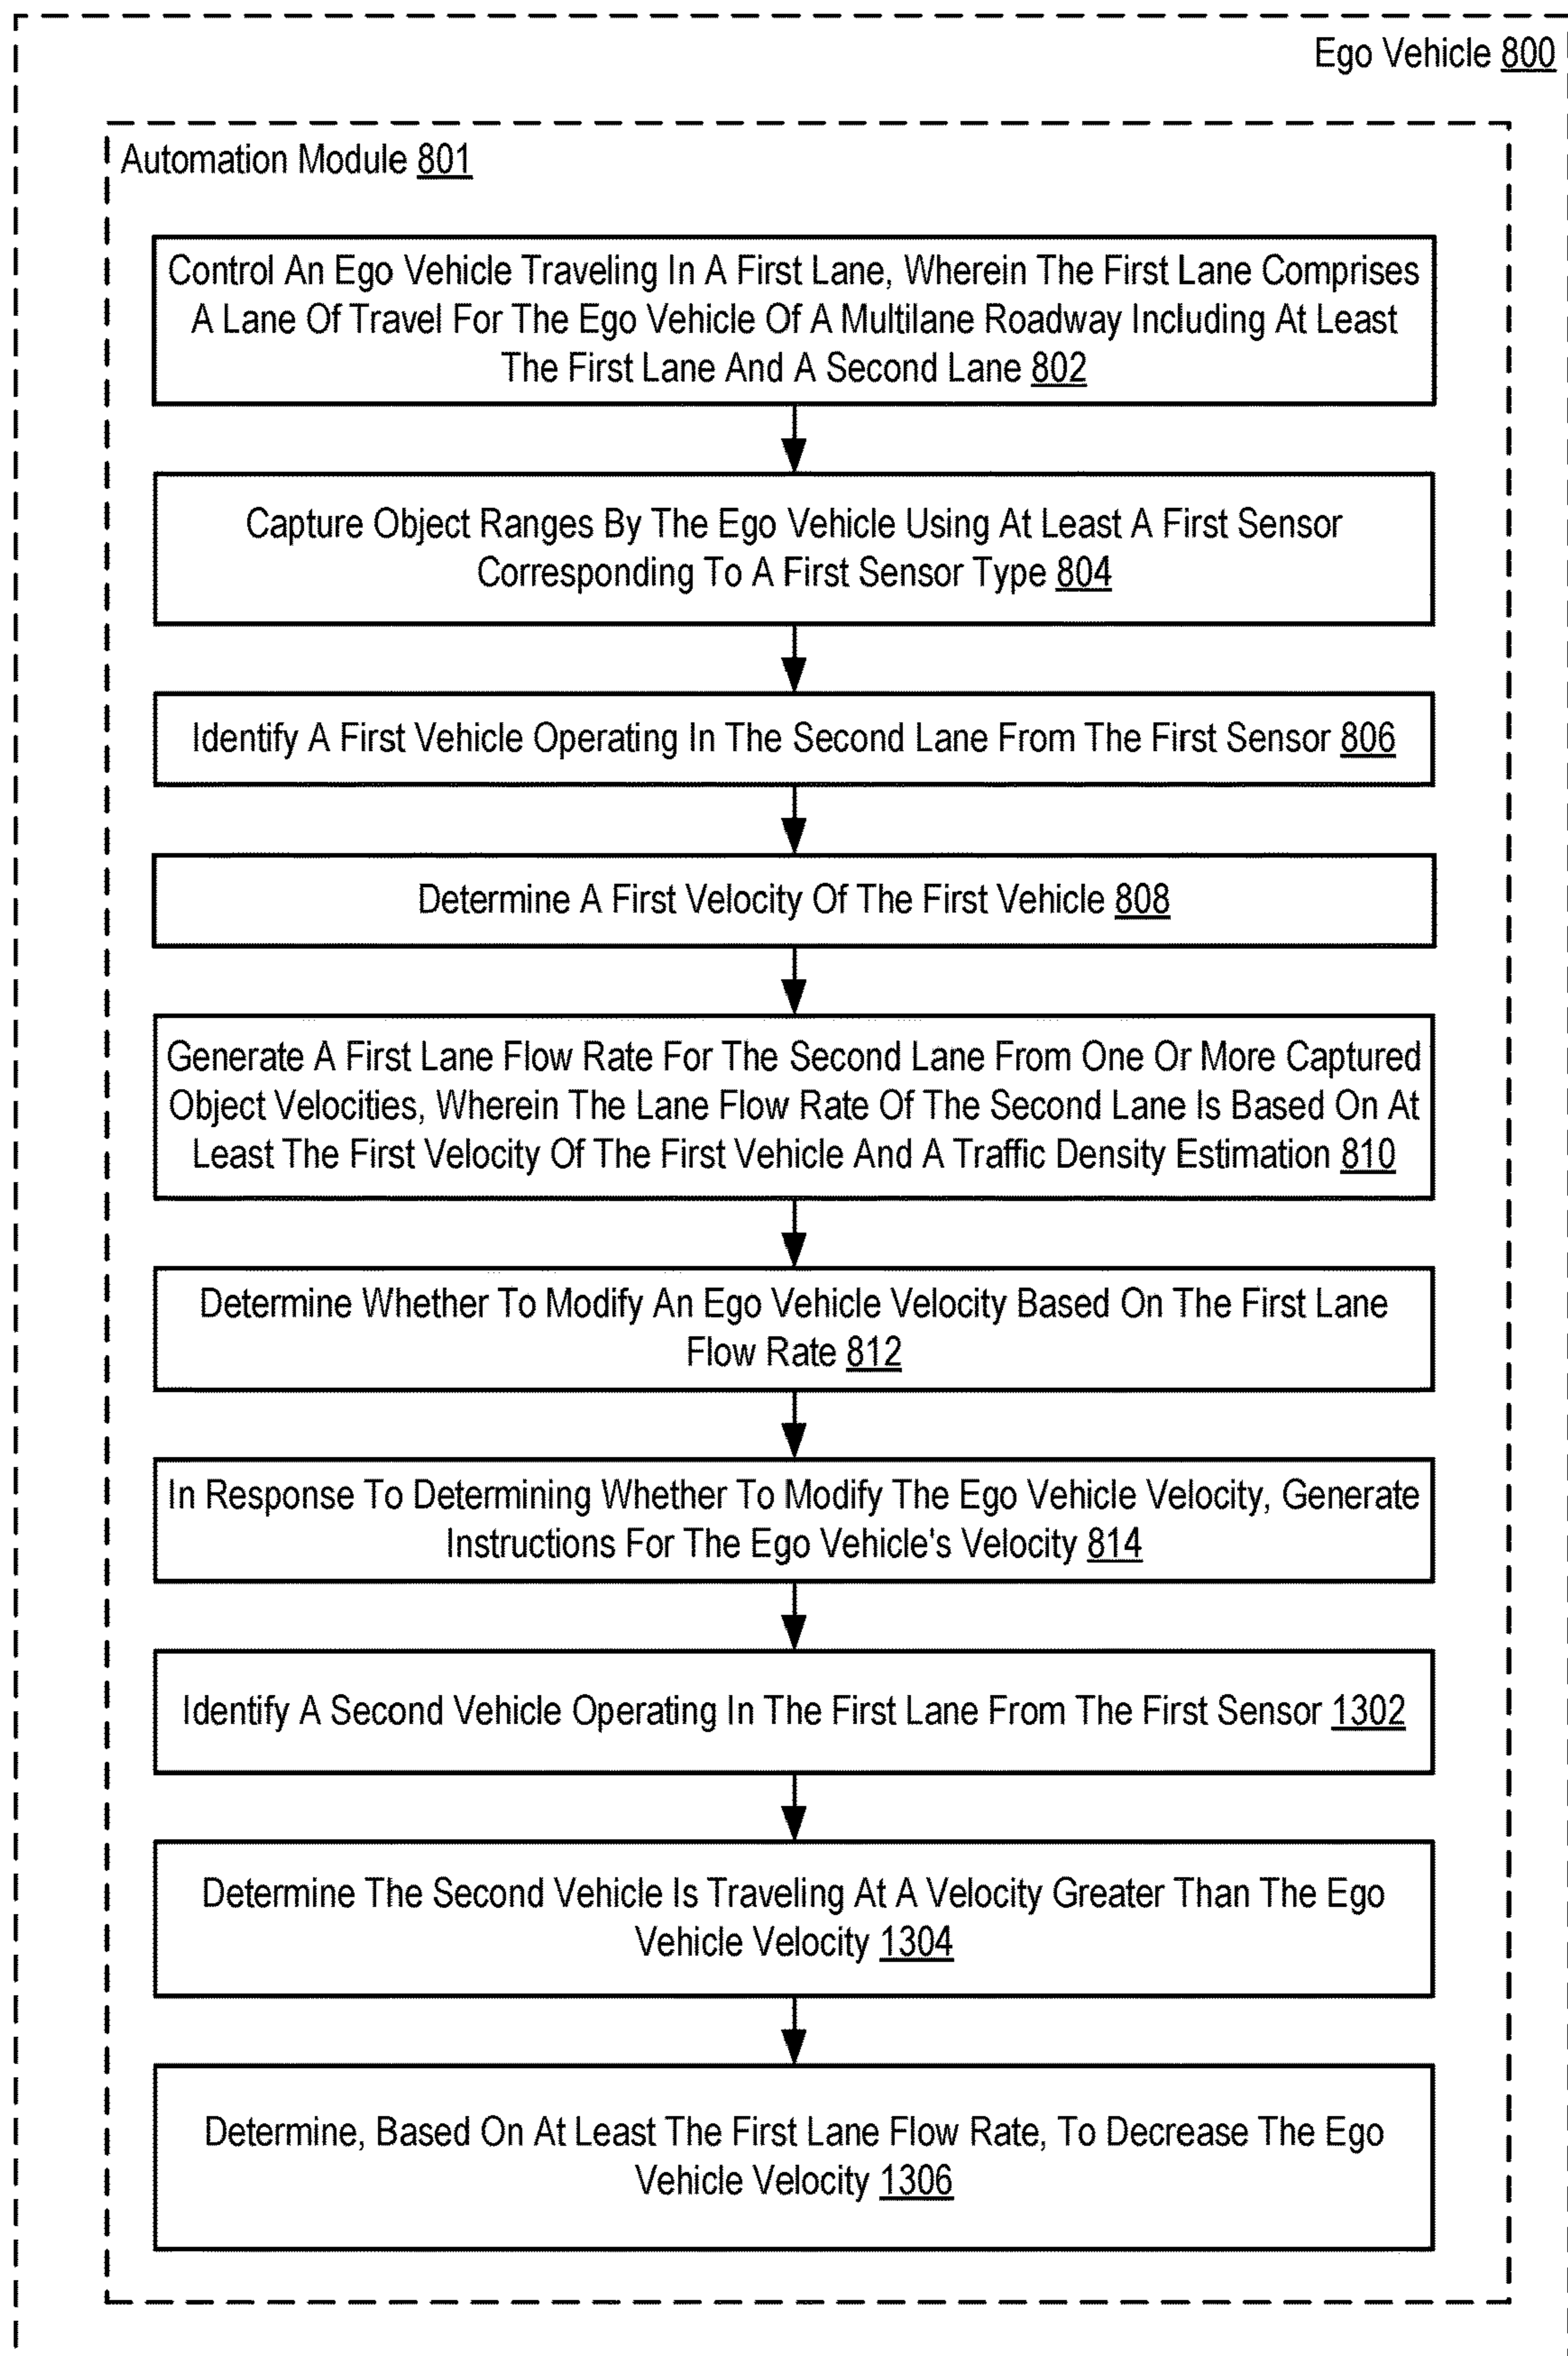 Ego Vehicle 800
Automation Module 801
Control An Ego Vehicle Traveling In A First Lane, Wherein The First Lane Comprises
A Lane Of Travel For The Ego Vehicle Of A Multilane Roadway Including At Least
The First Lane And A Second Lane 802
Capture Object Ranges By The Ego Vehicle Using At Least A First Sensor
Corresponding To A First Sensor Type 804
Identify A First Vehicle Operating In The Second Lane From The First Sensor 806
Determine A First Velocity Of The First Vehicle 808
Generate A First Lane Flow Rate For The Second Lane From One Or More Captured
Object Velocities, Wherein The Lane Flow Rate Of The Second Lane Is Based On At
Least The First Velocity Of The First Vehicle And A Traffic Density Estimation 810
Determine Whether To Modify An Ego Vehicle Velocity Based On The First Lane
Flow Rate 812
In Response To Determining Whether To Modify The Ego Vehicle Velocity, Generate
Instructions For The Ego Vehicle's Velocity 814
Identify A Second Vehicle Operating In The First Lane From The First Sensor 1302
Determine The Second Vehicle Is Traveling At A Velocity Greater Than The Ego
Vehicle Velocity 1304
Determine, Based On At Least The First Lane Flow Rate, To Decrease The Ego
Vehicle Velocity 1306